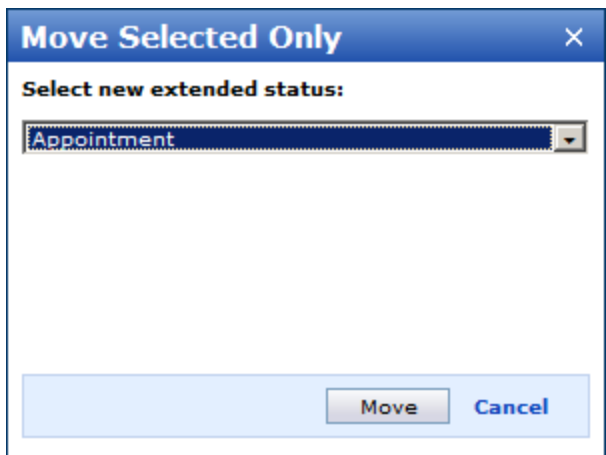 Move Selected Only
Select new extended status:
Appointment
Move Cancel